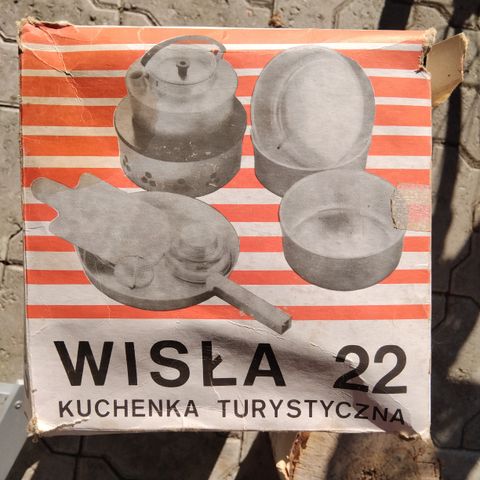 WISŁA 22
KUCHENKA TURYSTYCZNA